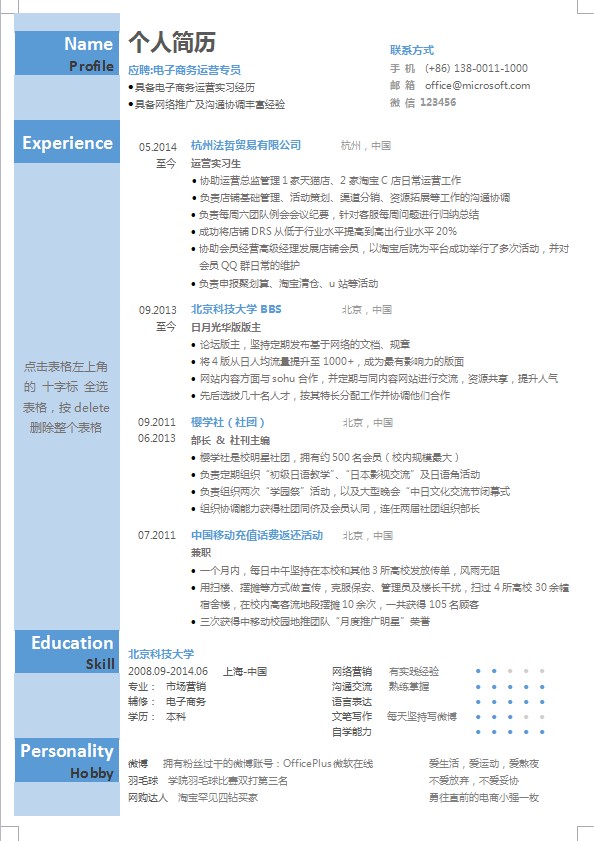 Name
Profile
个人简历
应聘:电子商务运营专员
●具备电子商务运营实习经历
●具备网络推广及沟通协调丰富经验
联系方式
手 机 (+86) 138-0011-1000
邮 箱 office@microsoft.com
微 信 123456
Experience
点击表格左上角
的 十字标 全选
表格，按 delete
删除整个表格
05.2014 杭州法哲贸易有限公司 杭州，中国
至今 运营实习生
● 协助运营总监管理 1 家天猫店、2 家淘宝 C 店日常运营工作
● 负责店铺基础管理、活动策划、渠道分销、资源拓展等工作的沟通协调
● 负责每周六团队例会会议纪要，针对客服每周问题进行归纳总结
● 成功将店铺 DRS 从低于行业水平提高到高出行业水平 20%
● 协助会员经营高级经理发展店铺会员，以淘宝后院为平台成功举行了多次活动，并对
会员 QQ 群日常的维护
● 负责申报聚划算、淘宝清仓、u 站等活动
09.2013 北京科技大学 BBS 北京，中国
至今 日月光华版版主
● 论坛版主，坚持定期发布基于网络的文档、规章
● 将 4 版从日人均流量提升至 1000+，成为最有影响力的版面
● 网站内容方面与 sohu 合作，并定期与同内容网站进行交流，资源共享，提升人气
● 先后选拔几十名人才，按其特长分配工作并协调他们合作
09.2011 樱学社（社团） 北京，中国
06.2013 部长 & 社刊主编
● 樱学社是校明星社团，拥有约 500 名会员（校内规模最大）
● 负责定期组织“初级日语教学”、“日本影视交流”及日语角活动
● 负责组织两次“学园祭”活动，以及大型晚会“中日文化交流节闭幕式
● 组织协调能力获得社团同侪及会员认同，连任两届社团组织部长
07.2011 中国移动充值话费返还活动 北京，中国
兼职
● 一个月内，每日中午坚持在本校和其他 3 所高校发放传单，风雨无阻
● 用扫楼、摆摊等方式做宣传，克服保安、管理员及楼长干扰，扫过 4 所高校 30 余幢
宿舍楼，在校内高客流地段摆摊 10 余次，一共获得 105 名顾客
● 三次获得中移动校园地推团队“月度推广明星”荣誉
Education
Skill
北京科技大学
2008.09-2014.06 上海-中国
专业： 市场营销
辅修： 电子商务
学历： 本科
网络营销 有实践经验
沟通交流 熟练掌握
语言表达
文笔写作 每天坚持写微博
自学能力
Personality
Hobby
微博 拥有粉丝过千的微博账号：OfficePlus 微软在线
羽毛球 学院羽毛球比赛双打第三名
网购达人 淘宝罕见四钻买家
爱生活，爱运动，爱熬夜
不爱放弃，不爱妥协
勇往直前的电商小强一枚